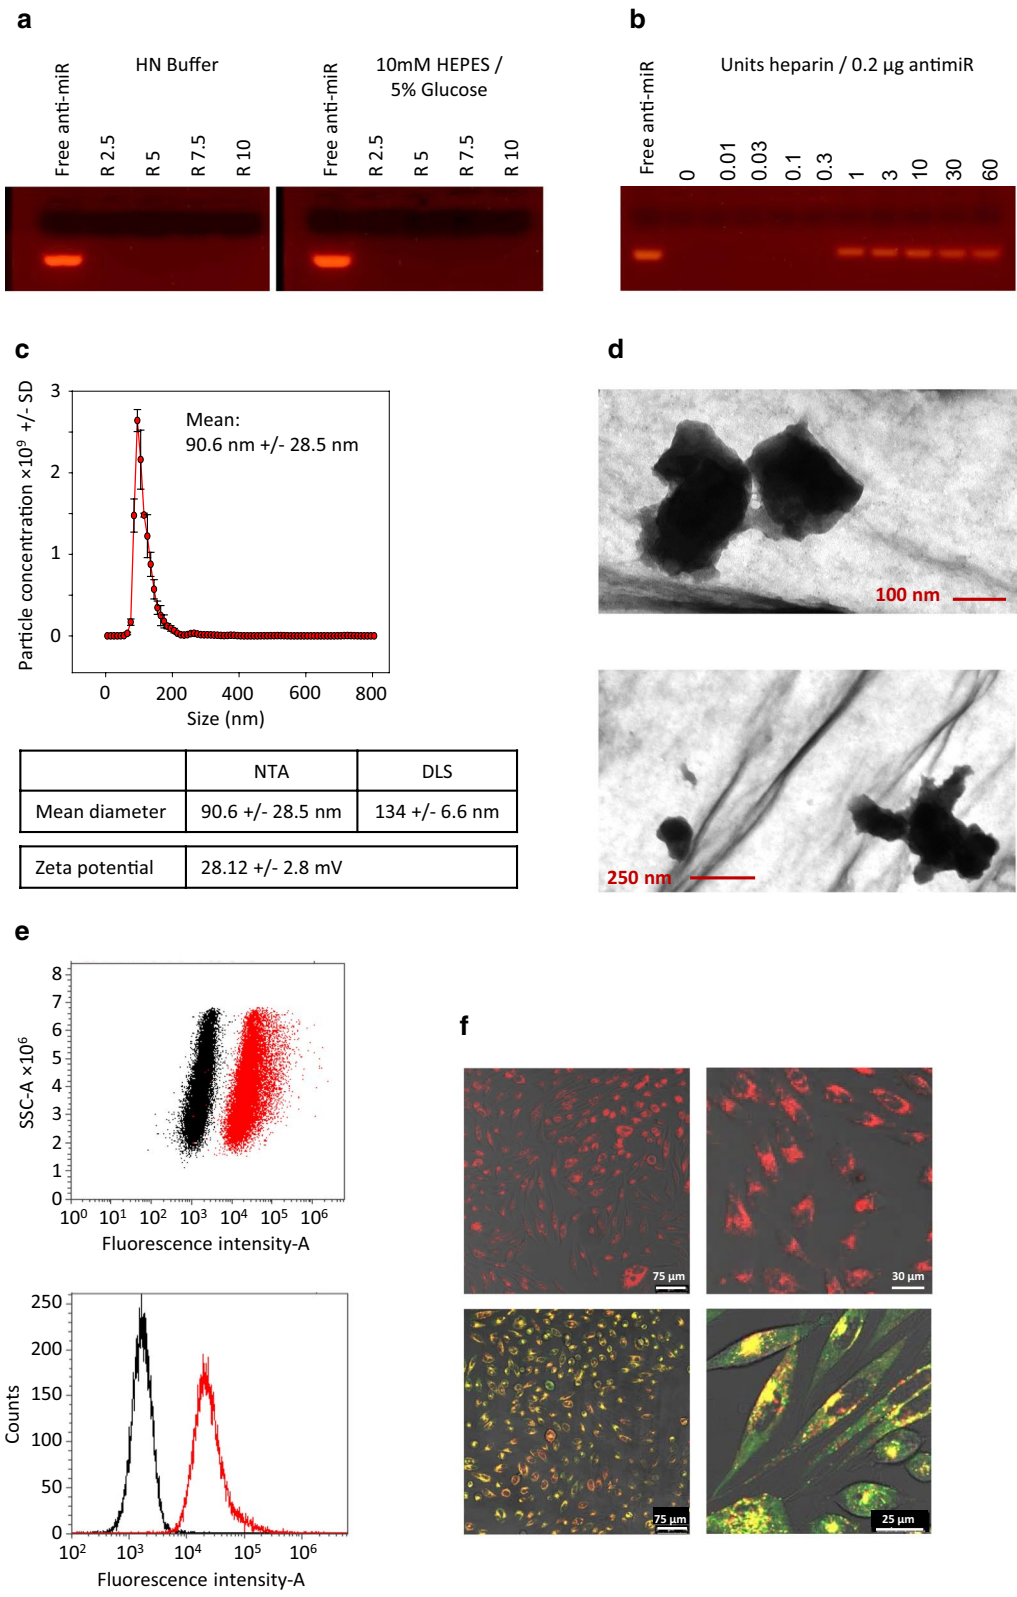 a
HN Buffer
10mM HEPES /
5% Glucose
Free anti-miR
R 2.5
R 5
R 7.5
R 10
Free anti-miR
R 2.5
R 5
R 7.5
R 10
b
Units heparin / 0.2 µg antimiR
Free anti-miR
0
0.01
0.03
0.1
0.3
1
3
10
30
60
c
Particle concentration ×10⁹ +/- SD
3
2
1
0
Mean:
90.6 nm +/- 28.5 nm
0 200 400 600 800
Size (nm)
NTA DLS
Mean diameter 90.6 +/- 28.5 nm 134 +/- 6.6 nm
Zeta potential 28.12 +/- 2.8 mV
d
100 nm
250 nm
e
SSC-A ×10⁶
8
7
6
5
4
3
2
1
0
10⁰ 10¹ 10² 10³ 10⁴ 10⁵ 10⁶
Fluorescence intensity-A
Counts
250
200
150
100
50
0
10² 10³ 10⁴ 10⁵ 10⁶
Fluorescence intensity-A
f
75 µm
30 µm
75 µm
25 µm